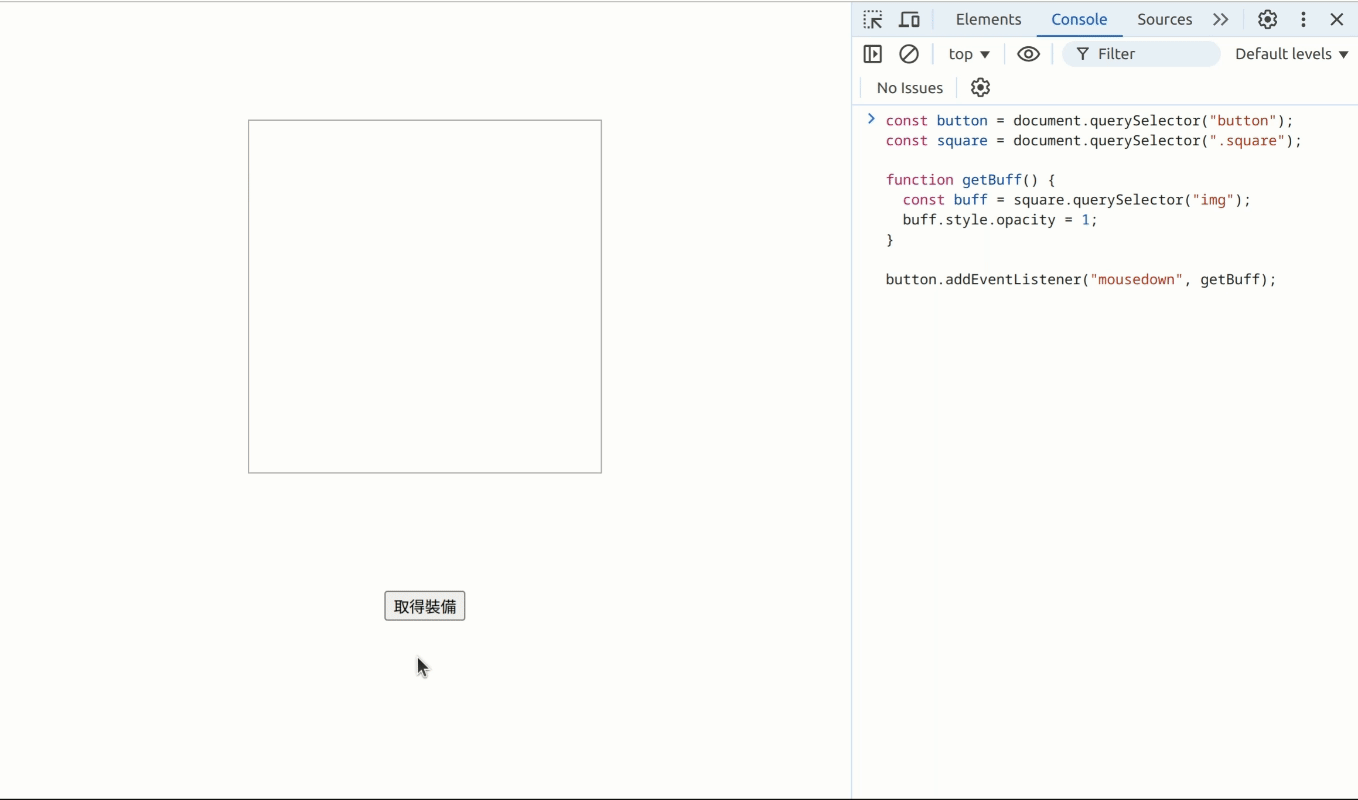 Elements Console Sources
top Filter Default levels
No Issues
const button = document.querySelector("button");
const square = document.querySelector(".square");
function getBuff() {
  const buff = square.querySelector("img");
  buff.style.opacity = 1;
}
button.addEventListener("mousedown", getBuff);
取得裝備